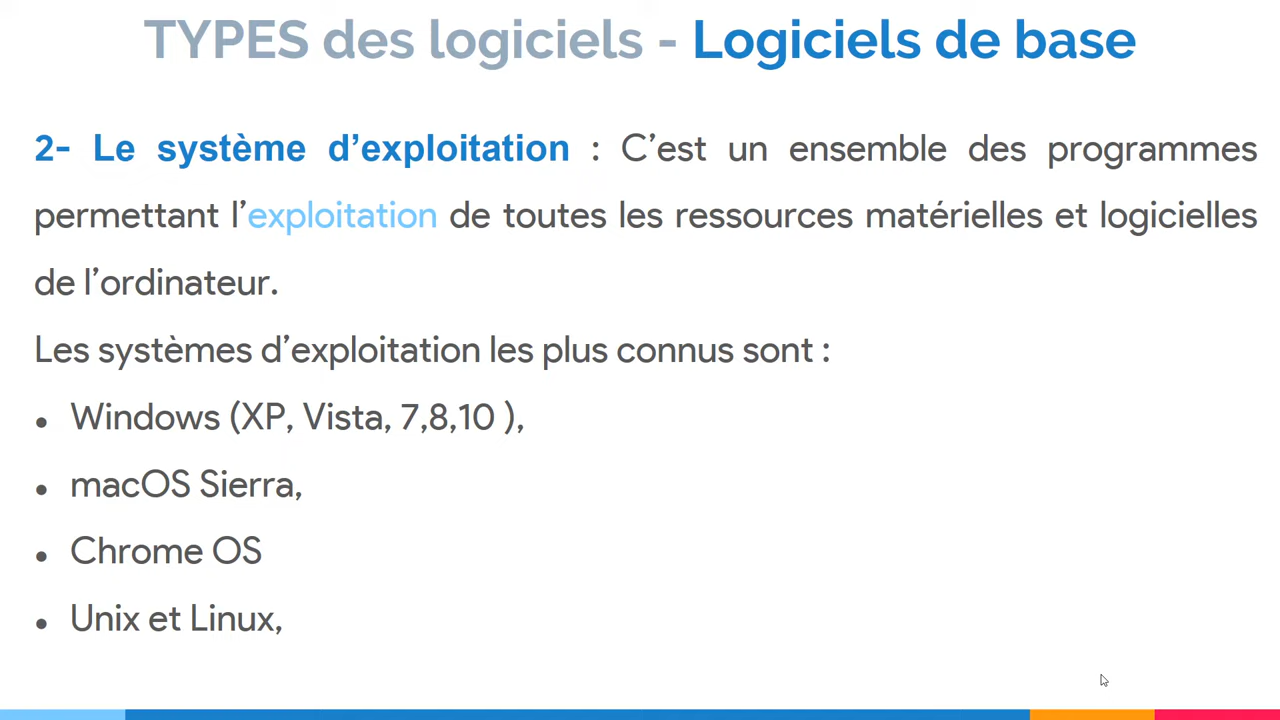 TYPES des logiciels - Logiciels de base
2- Le système d’exploitation : C’est un ensemble des programmes
permettant l’exploitation de toutes les ressources matérielles et logicielles
de l’ordinateur.
Les systèmes d’exploitation les plus connus sont :
• Windows (XP, Vista, 7,8,10 ),
• macOS Sierra,
• Chrome OS
• Unix et Linux,